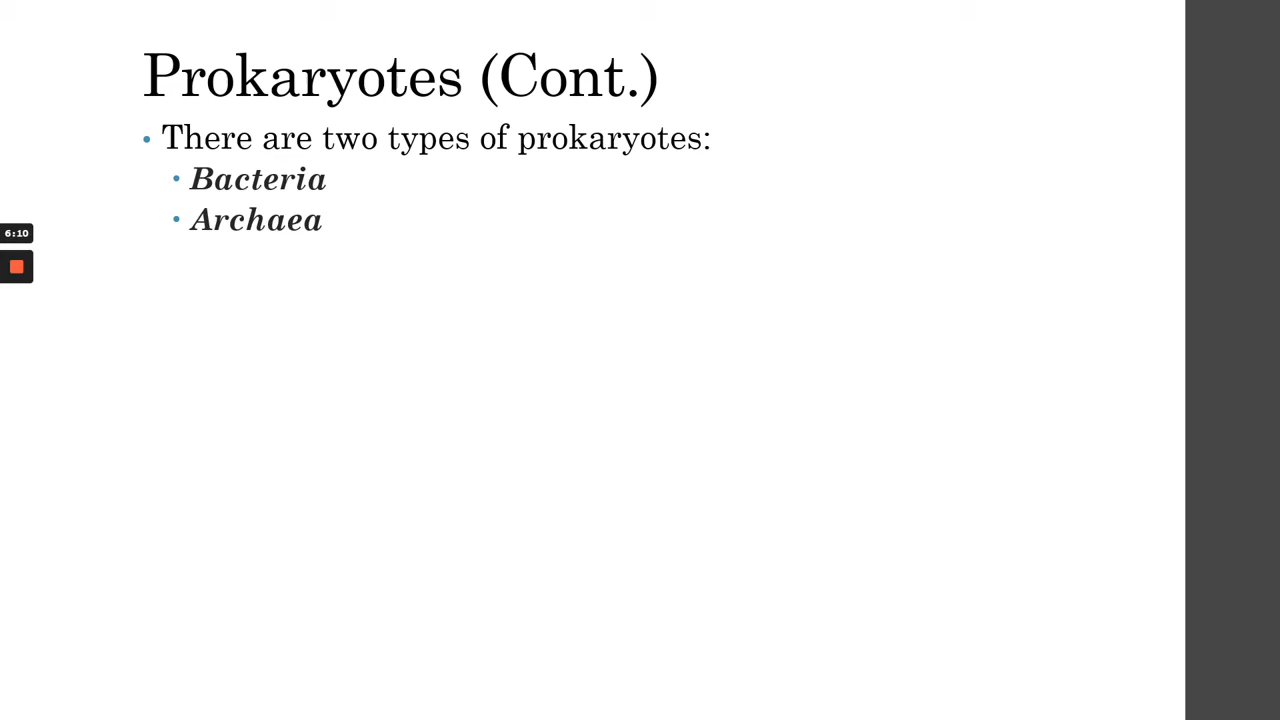 Prokaryotes (Cont.)
• There are two types of prokaryotes:
• Bacteria
• Archaea
6:10